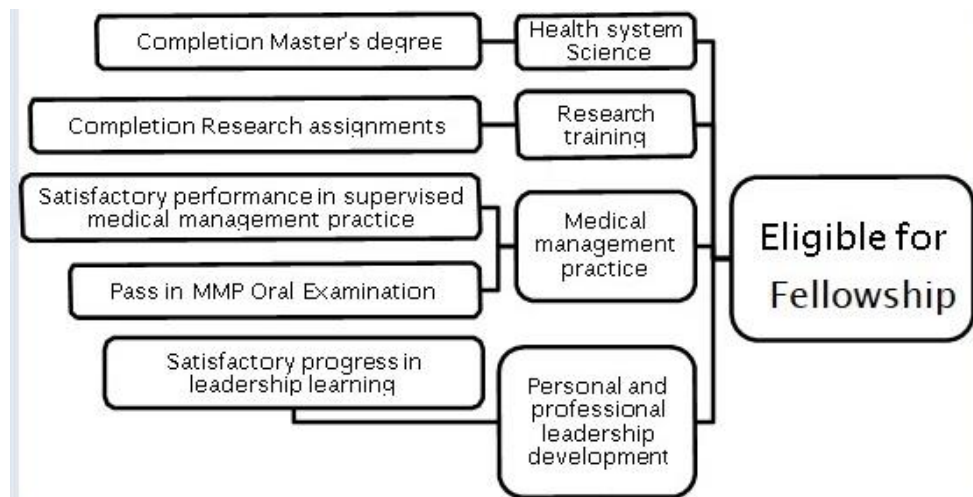 Completion Master's degree
Health system
Science
Completion Research assignments
Research
training
Satisfactory performance in supervised
medical management practice
Pass in MMP Oral Examination
Medical
management
practice
Satisfactory progress in
leadership learning
Personal and
professional
leadership
development
Eligible for
Fellowship